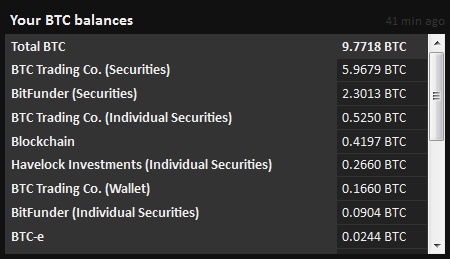 Your BTC balances 41 min ago
Total BTC 9.7718 BTC
BTC Trading Co. (Securities) 5.9679 BTC
BitFunder (Securities) 2.3013 BTC
BTC Trading Co. (Individual Securities) 0.5250 BTC
Blockchain 0.4197 BTC
Havelock Investments (Individual Securities) 0.2660 BTC
BTC Trading Co. (Wallet) 0.1660 BTC
BitFunder (Individual Securities) 0.0904 BTC
BTC-e 0.0244 BTC